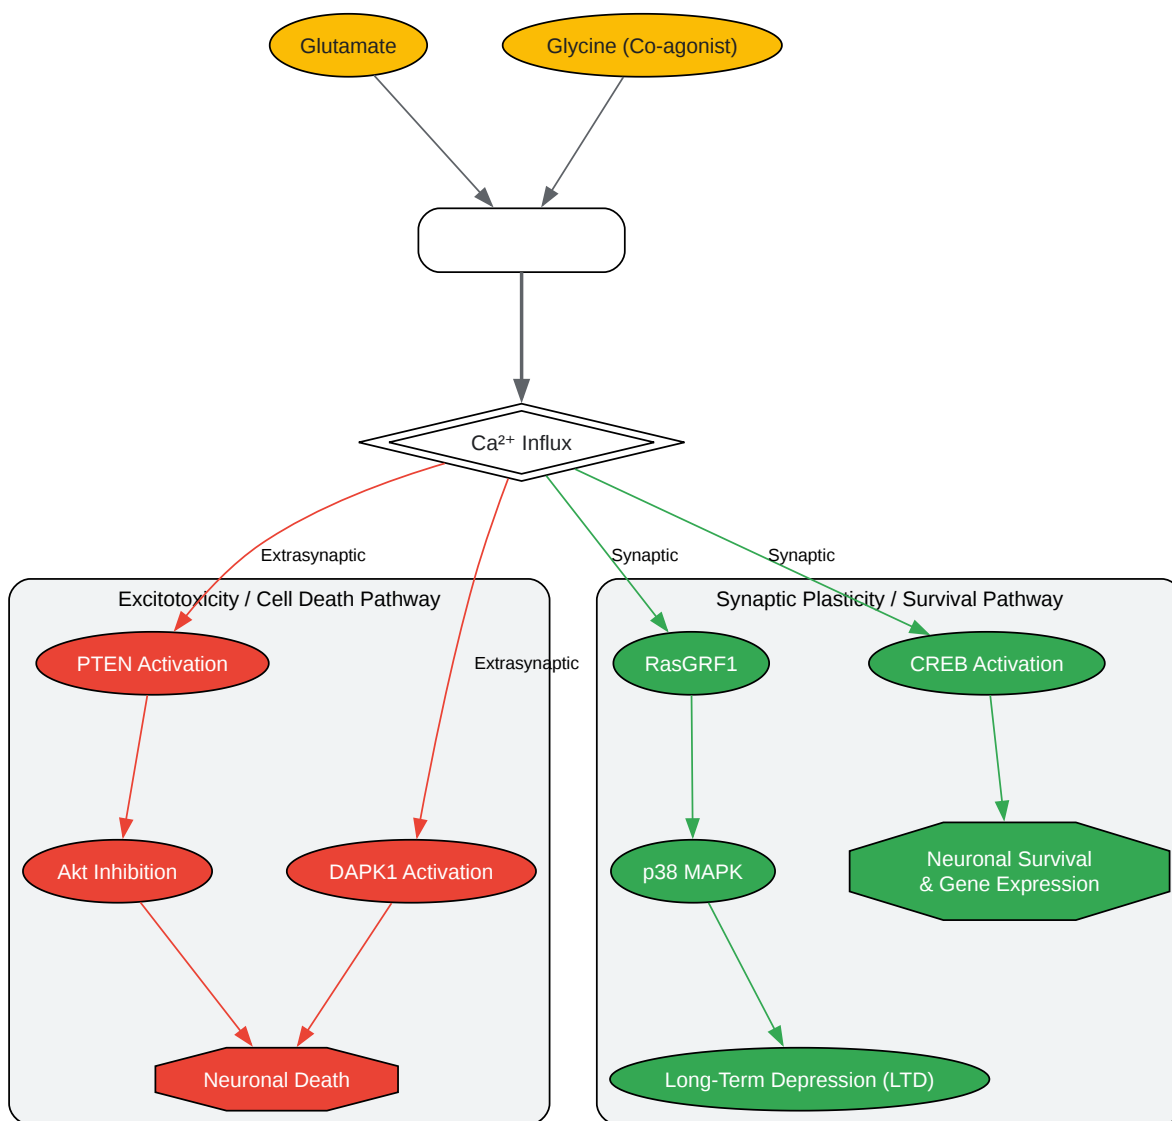 Glutamate
Glycine (Co-agonist)
Ca²⁺ Influx
Extrasynaptic
Synaptic
Synaptic
Excitotoxicity / Cell Death Pathway
Synaptic Plasticity / Survival Pathway
PTEN Activation
Extrasynaptic
RasGRF1
CREB Activation
Akt Inhibition
DAPK1 Activation
p38 MAPK
Neuronal Survival
& Gene Expression
Neuronal Death
Long-Term Depression (LTD)